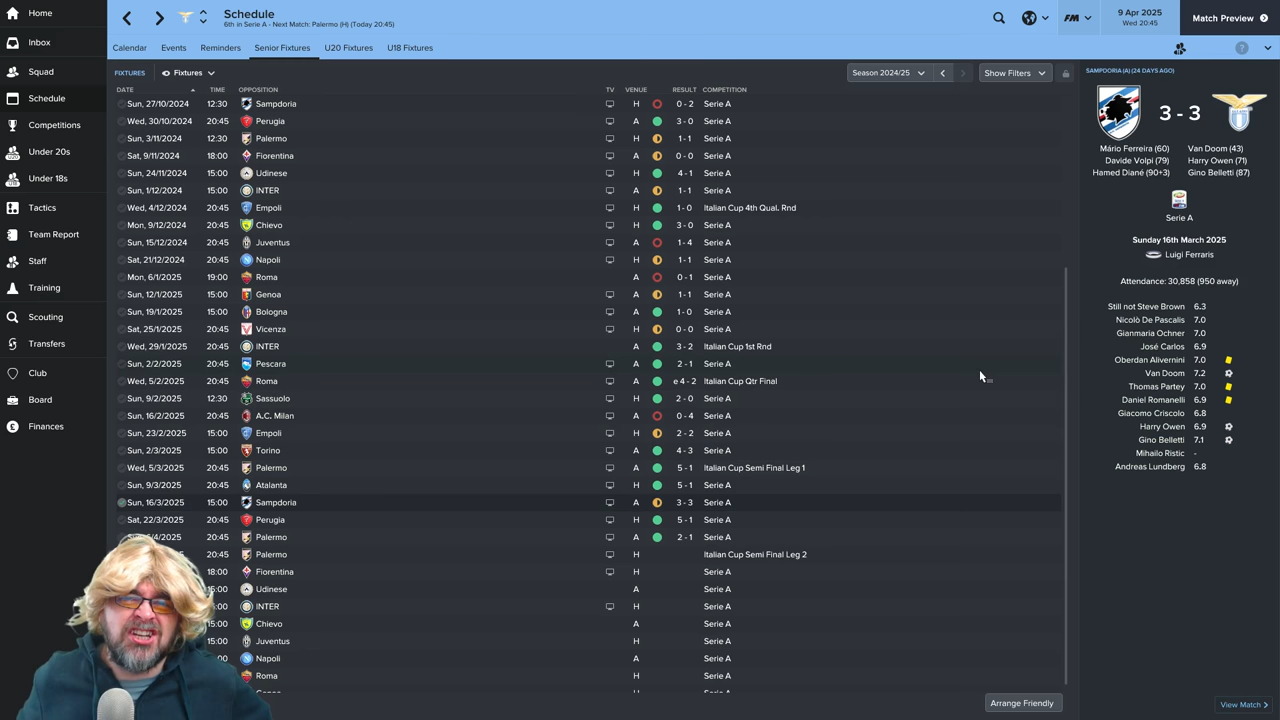 Home
Inbox
Squad
Schedule
Competitions
Under 20s
Under 18s
Tactics
Team Report
Staff
Training
Scouting
Transfers
Club
Board
Finances
Schedule
6th in Serie A - Next Match: Palermo (H) (Today 20:45)
FM
9 Apr 2025
Wed 20:45
Match Preview
Calendar Events Reminders Senior Fixtures U20 Fixtures U18 Fixtures
FIXTURES Fixtures Season 2024/25 Show Filters
DATE TIME OPPOSITION TV VENUE RESULT COMPETITION
Sun, 27/10/2024 12:30 Sampdoria H 0 - 2 Serie A
Wed, 30/10/2024 20:45 Perugia A 3 - 0 Serie A
Sun, 3/11/2024 12:30 Palermo H 1 - 1 Serie A
Sat, 9/11/2024 18:00 Fiorentina A 0 - 0 Serie A
Sun, 24/11/2024 15:00 Udinese H 4 - 1 Serie A
Sun, 1/12/2024 15:00 INTER A 1 - 1 Serie A
Wed, 4/12/2024 20:45 Empoli H 1 - 0 Italian Cup 4th Qual. Rnd
Mon, 9/12/2024 20:45 Chievo H 3 - 0 Serie A
Sun, 15/12/2024 20:45 Juventus A 1 - 4 Serie A
Sat, 21/12/2024 20:45 Napoli H 1 - 1 Serie A
Mon, 6/1/2025 19:00 Roma A 0 - 1 Serie A
Sun, 12/1/2025 15:00 Genoa A 1 - 1 Serie A
Sun, 19/1/2025 15:00 Bologna A 1 - 0 Serie A
Sat, 25/1/2025 20:45 Vicenza H 0 - 0 Serie A
Wed, 29/1/2025 20:45 INTER A 3 - 2 Italian Cup 1st Rnd
Sun, 2/2/2025 20:45 Pescara A 2 - 1 Serie A
Wed, 5/2/2025 20:45 Roma A e 4 - 2 Italian Cup Qtr Final
Sun, 9/2/2025 12:30 Sassuolo H 2 - 0 Serie A
Sun, 16/2/2025 20:45 A.C. Milan A 0 - 4 Serie A
Sun, 23/2/2025 15:00 Empoli H 2 - 2 Serie A
Sun, 2/3/2025 20:45 Torino A 4 - 3 Serie A
Wed, 5/3/2025 20:45 Palermo A 5 - 1 Italian Cup Semi Final Leg 1
Sun, 9/3/2025 20:45 Atalanta H 5 - 1 Serie A
Sun, 16/3/2025 15:00 Sampdoria A 3 - 3 Serie A
Sat, 22/3/2025 20:45 Perugia H 5 - 1 Serie A
20:45 Palermo A 2 - 1 Serie A
20:45 Palermo H Italian Cup Semi Final Leg 2
18:00 Fiorentina H Serie A
Udinese A Serie A
INTER H Serie A
Chievo A Serie A
Juventus H Serie A
Napoli A Serie A
Roma H Serie A
Arrange Friendly
SAMPDORIA (A) (24 DAYS AGO)
3 - 3
Mário Ferreira (60) Van Doom (43)
Davide Volpi (79) Harry Owen (71)
Hamed Diané (90+3) Gino Belletti (87)
Serie A
Sunday 16th March 2025
Luigi Ferraris
Attendance: 30,858 (950 away)
Still not Steve Brown 6.3
Nicolò De Pascalis 7.0
Gianmaria Ochner 7.0
José Carlos 6.9
Oberdan Alivernini 7.0
Van Doom 7.2
Thomas Partey 7.0
Daniel Romanelli 6.9
Giacomo Criscolo 6.8
Harry Owen 6.9
Gino Belletti 7.1
Mihailo Ristic -
Andreas Lundberg 6.8
View Match